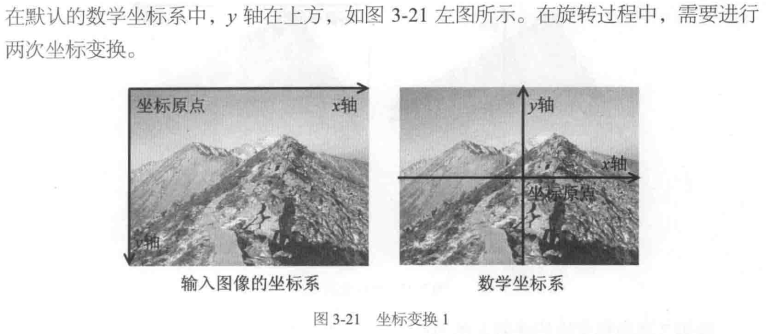 在默认的数学坐标系中，y 轴在上方，如图 3-21 左图所示。在旋转过程中，需要进行
两次坐标变换。
坐标原点 x轴
y轴
y轴
x轴
坐标原点
输入图像的坐标系 数学坐标系
图 3-21 坐标变换 1